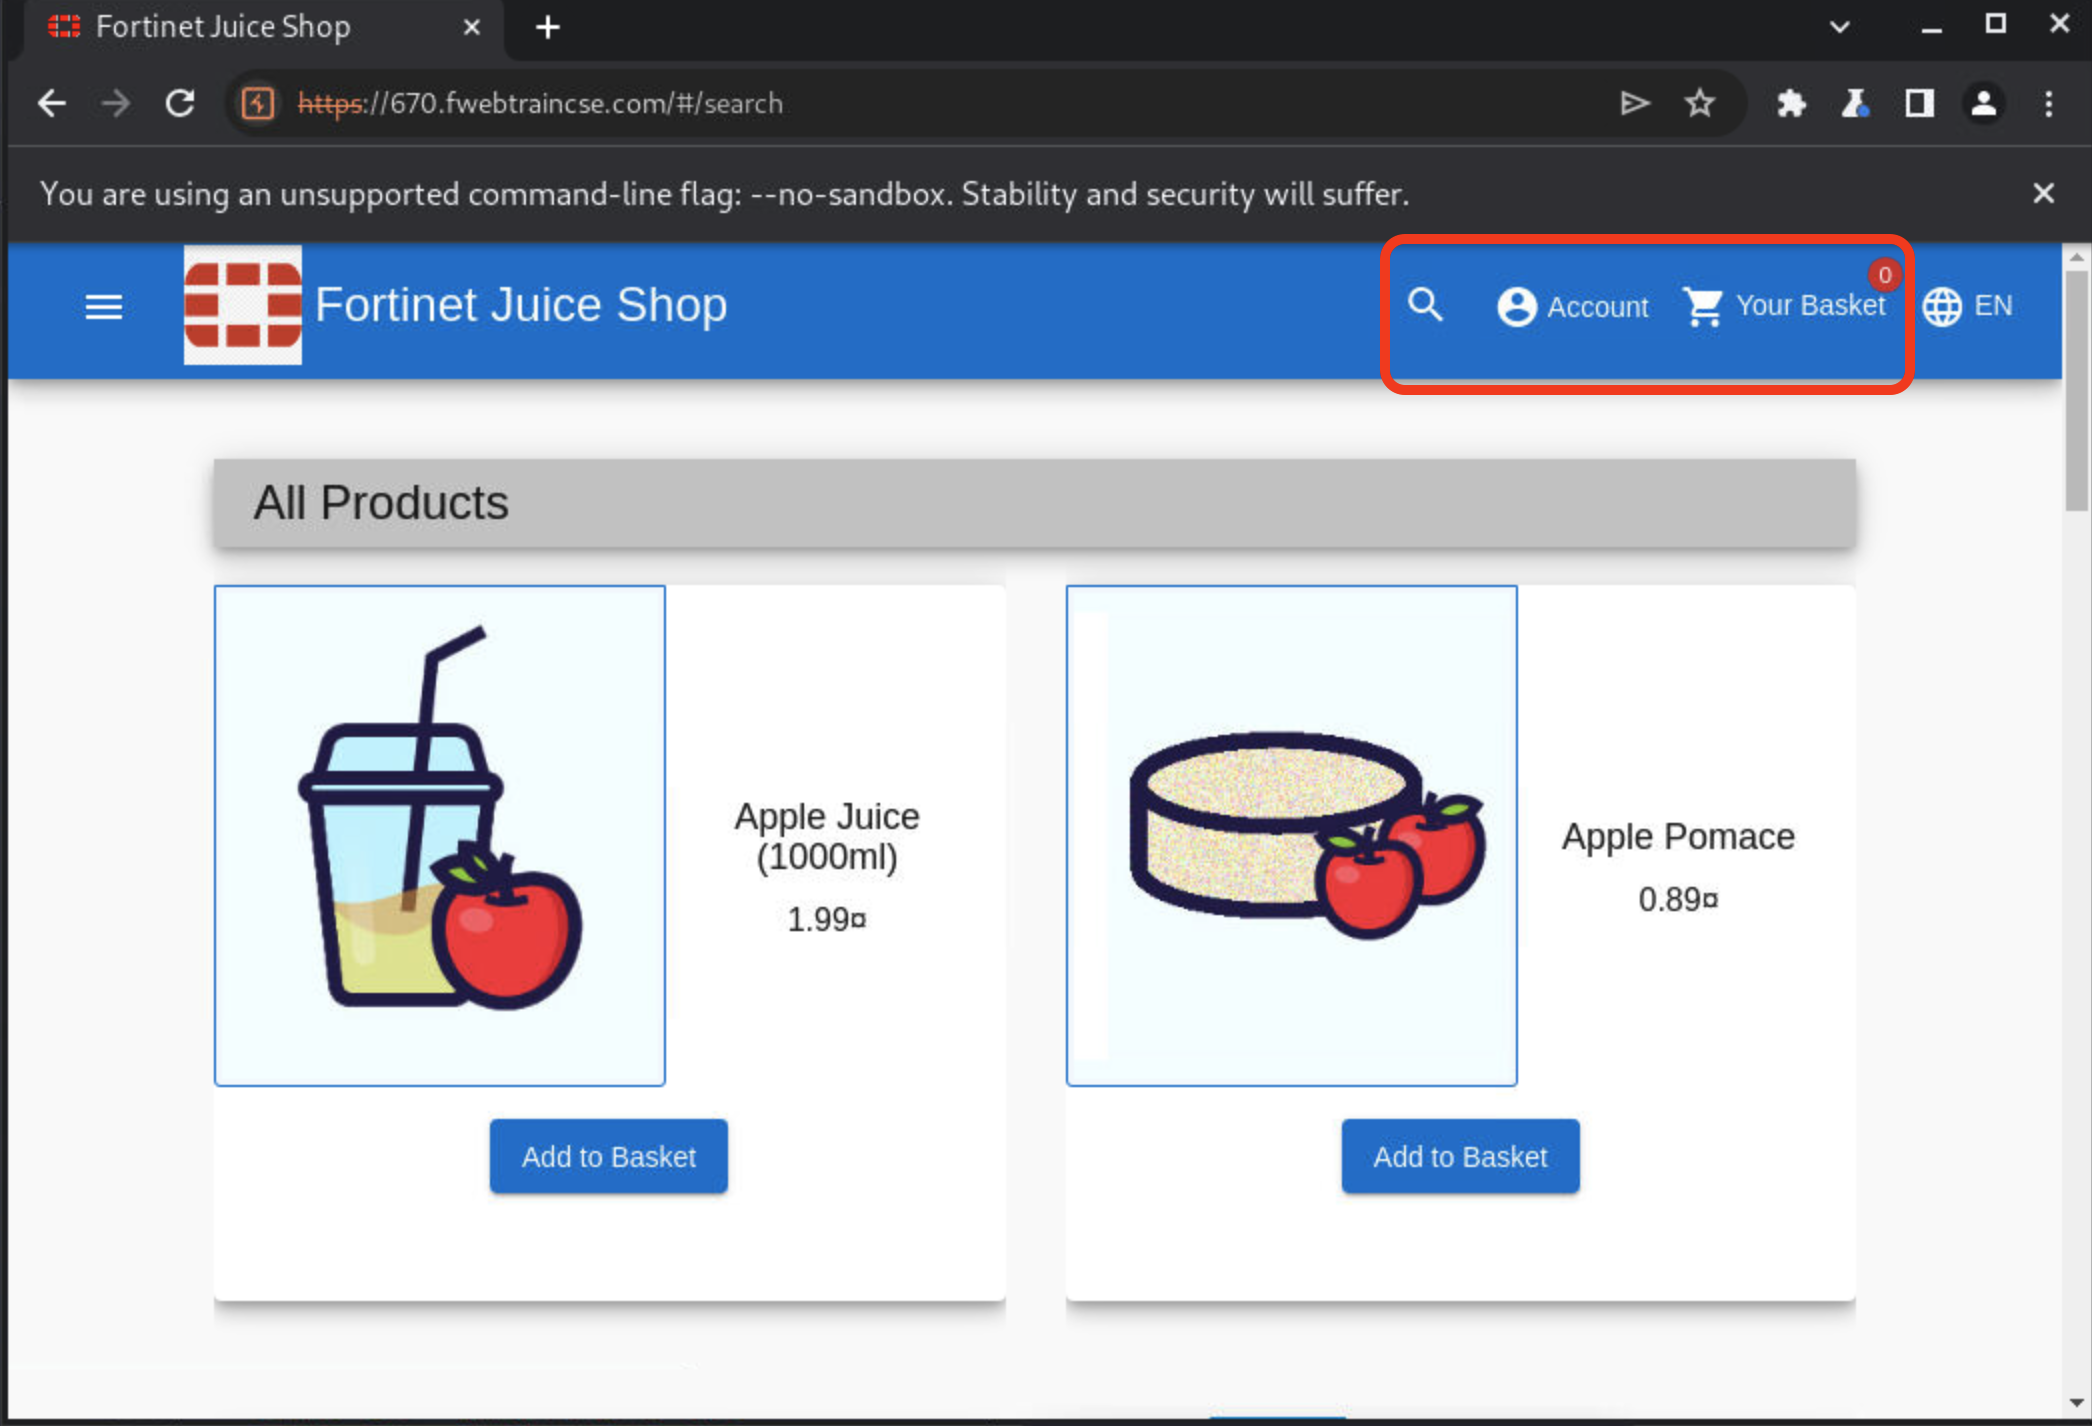 Fortinet Juice Shop
https://670.fwebtraincse.com/#/search
You are using an unsupported command-line flag: --no-sandbox. Stability and security will suffer.
Fortinet Juice Shop
Account
Your Basket
0
EN
All Products
Apple Juice
(1000ml)
1.99¤
Add to Basket
Apple Pomace
0.89¤
Add to Basket